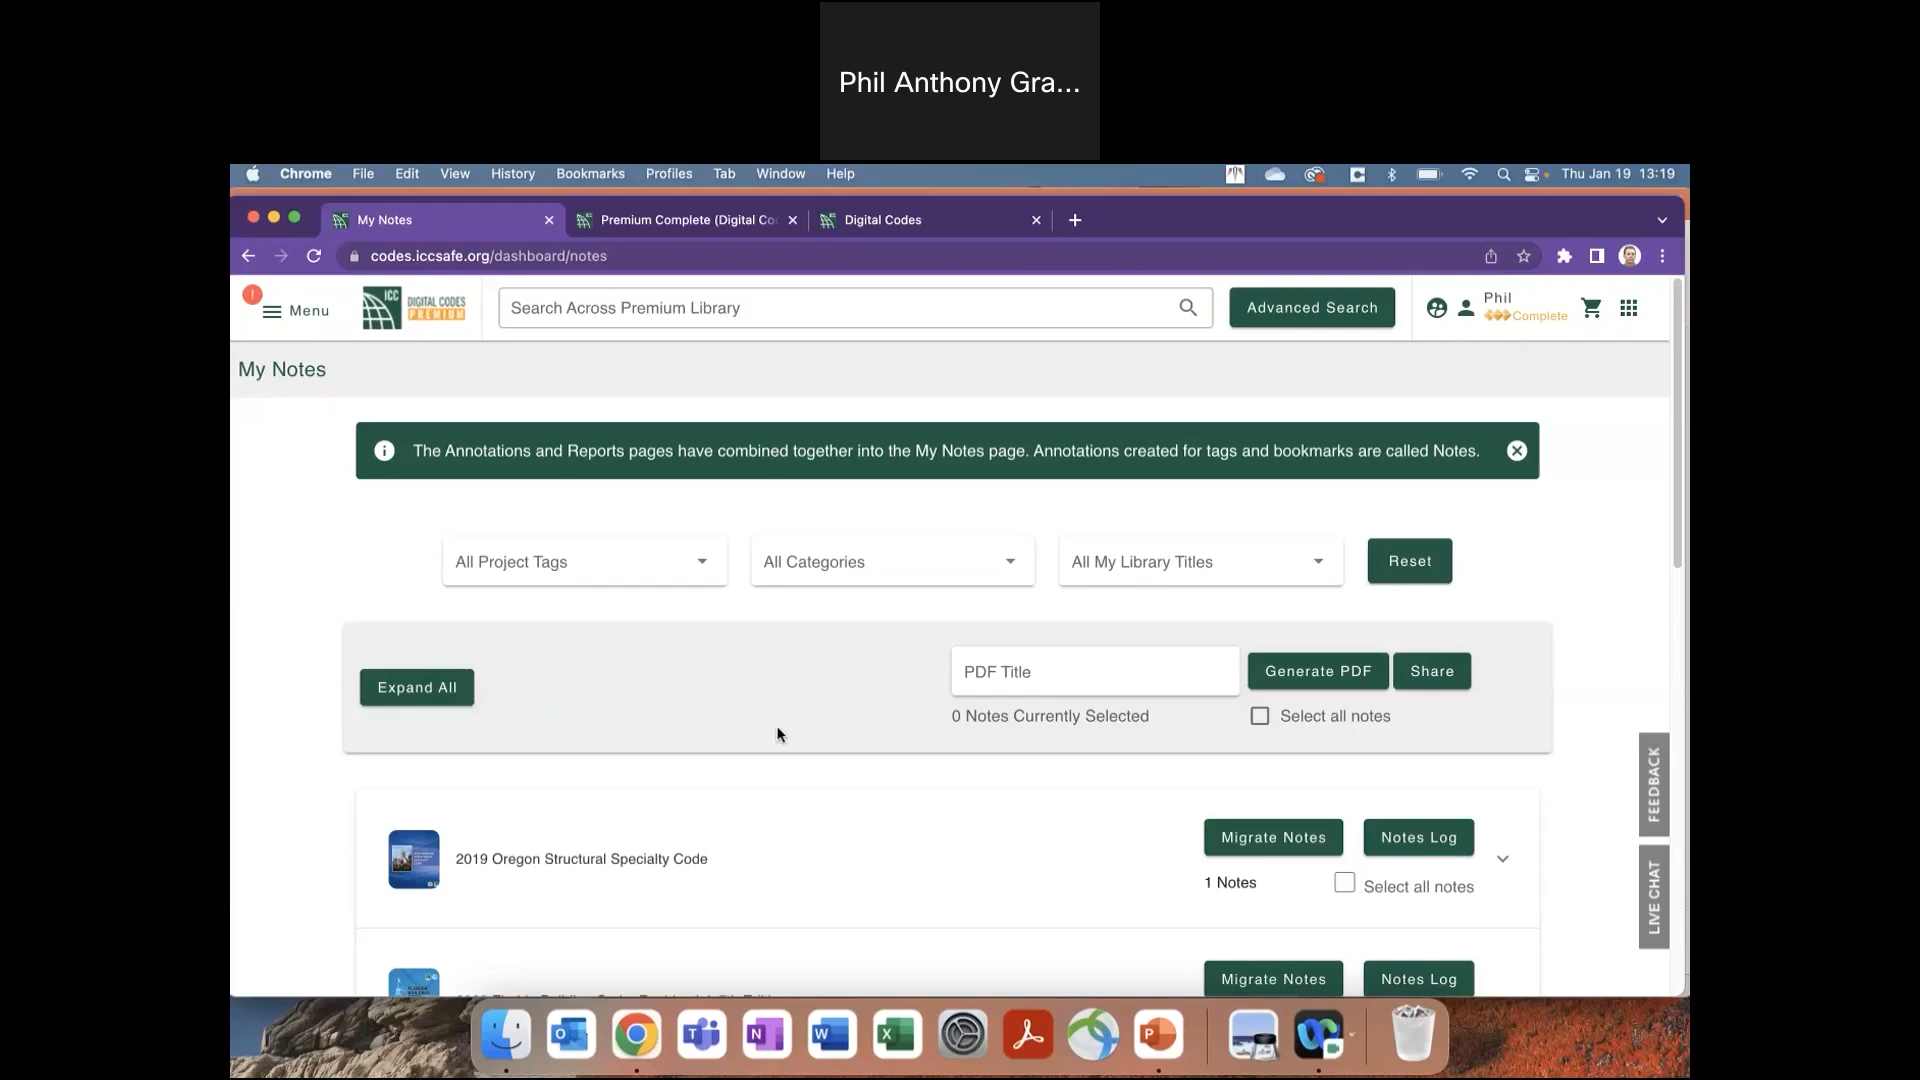 Phil Anthony Gra...
Chrome File Edit View History Bookmarks Profiles Tab Window Help Thu Jan 19 13:19
My Notes Premium Complete (Digital Co Digital Codes
codes.iccsafe.org/dashboard/notes
! Menu ICC DIGITAL CODES PREMIUM Search Across Premium Library Advanced Search Phil Complete
My Notes
The Annotations and Reports pages have combined together into the My Notes page. Annotations created for tags and bookmarks are called Notes.
All Project Tags All Categories All My Library Titles Reset
Expand All PDF Title Generate PDF Share
0 Notes Currently Selected Select all notes
FEEDBACK
2019 Oregon Structural Specialty Code Migrate Notes Notes Log
1 Notes Select all notes
LIVE CHAT
Migrate Notes Notes Log